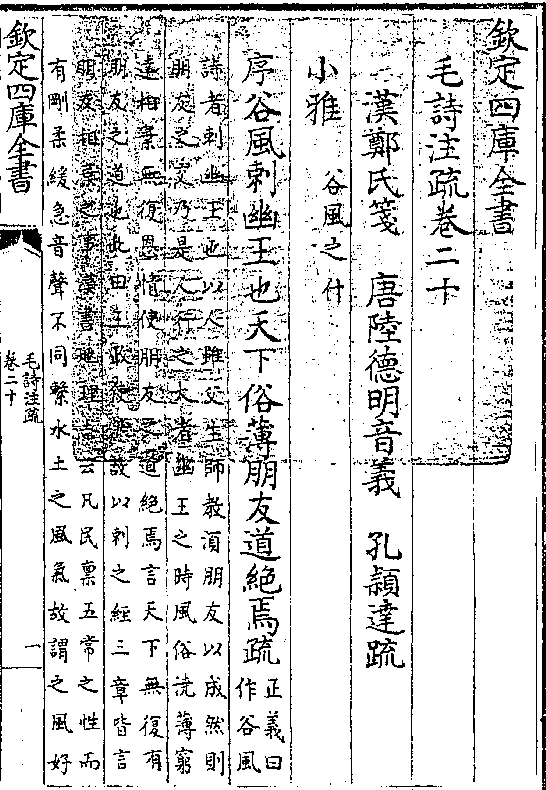 欽定四庫全書
毛詩注疏卷二十
漢鄭氏箋　唐陸德明音義　孔穎達疏
小雅　谷風之什
序谷風刺幽王也天下俗薄朋友道絶焉疏正義曰
作谷風
詩者刺幽王也以人雖父生師教須朋友以成然則
朋友之交乃是人行之大者幽王之時風俗澆薄窮
達相棄無復恩情使朋友之道絶焉言天下無復有
朋友之道也此由王政使然故以刺之經三章皆言
朋友相棄之事漢書地理志云凡民禀五常之性而
有剛柔緩急音聲不同繫水土之風氣故謂之風好
欽定四庫全書
毛詩注疏
卷二十
一